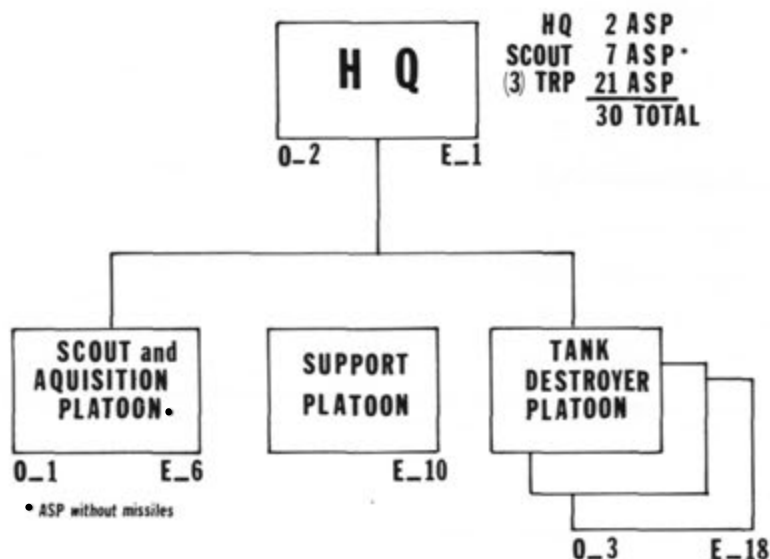 HQ 2 ASP
SCOUT 7 ASP•
(3) TRP 21 ASP
30 TOTAL
H Q
O_2 E_1
SCOUT and
AQUISITION
PLATOON•
O_1 E_6
SUPPORT
PLATOON
E_10
TANK
DESTROYER
PLATOON
O_3 E_18
• ASP without missiles